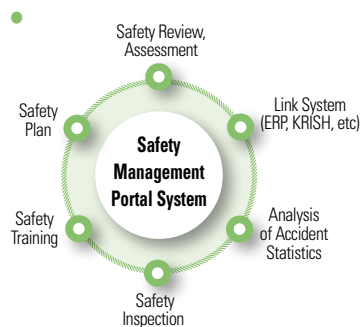 Safety Review,
Assessment
Link System
(ERP, KRISH, etc)
Safety
Plan
Safety
Management
Portal System
Safety
Training
Analysis
of Accident
Statistics
Safety
Inspection